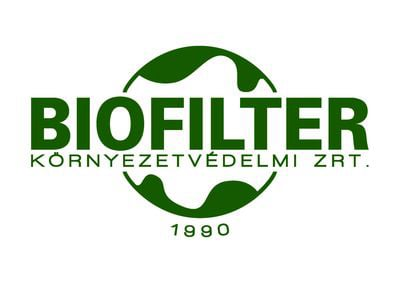 BIOFILTER
KÖRNYEZETVÉDELMI ZRT.
1990